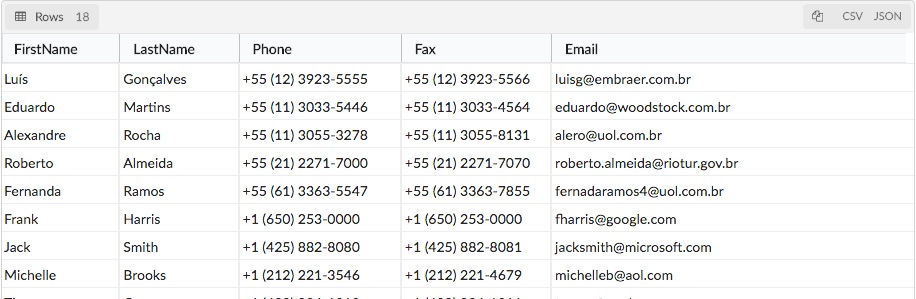 Rows 18 CSV JSON
FirstName LastName Phone Fax Email
Luís Gonçalves +55 (12) 3923-5555 +55 (12) 3923-5566 luisg@embraer.com.br
Eduardo Martins +55 (11) 3033-5446 +55 (11) 3033-4564 eduardo@woodstock.com.br
Alexandre Rocha +55 (11) 3055-3278 +55 (11) 3055-8131 alero@uol.com.br
Roberto Almeida +55 (21) 2271-7000 +55 (21) 2271-7070 roberto.almeida@riotur.gov.br
Fernanda Ramos +55 (61) 3363-5547 +55 (61) 3363-7855 fernadaramos4@uol.com.br
Frank Harris +1 (650) 253-0000 +1 (650) 253-0000 fharris@google.com
Jack Smith +1 (425) 882-8080 +1 (425) 882-8081 jacksmith@microsoft.com
Michelle Brooks +1 (212) 221-3546 +1 (212) 221-4679 michelleb@aol.com